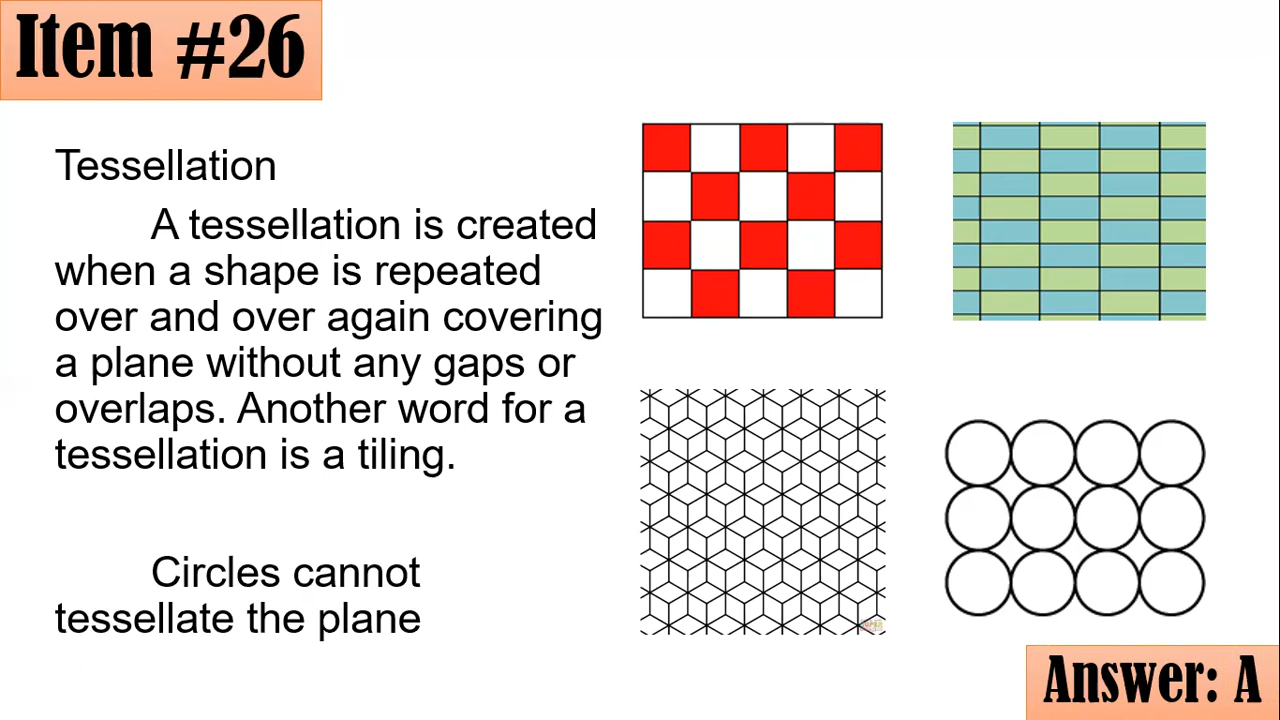 Item #26
Tessellation
A tessellation is created
when a shape is repeated
over and over again covering
a plane without any gaps or
overlaps. Another word for a
tessellation is a tiling.
Circles cannot
tessellate the plane
Answer: A